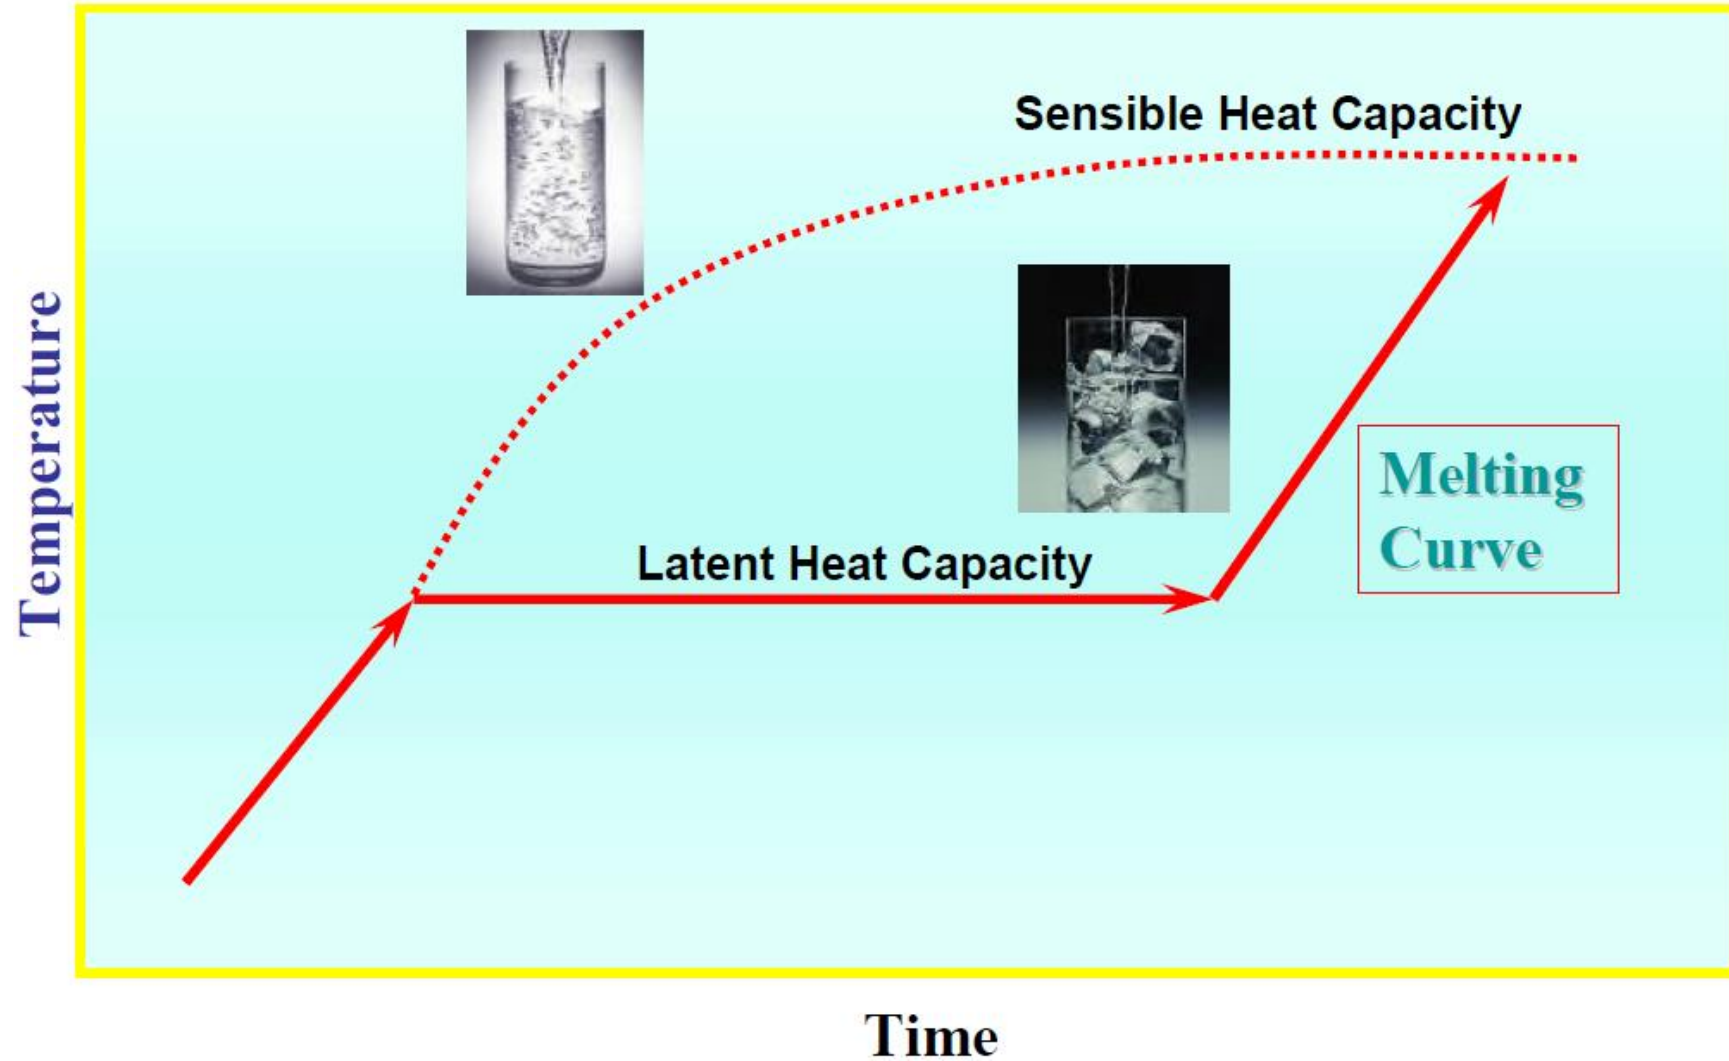 Sensible Heat Capacity
Temperature
Latent Heat Capacity
Melting
Curve
Time